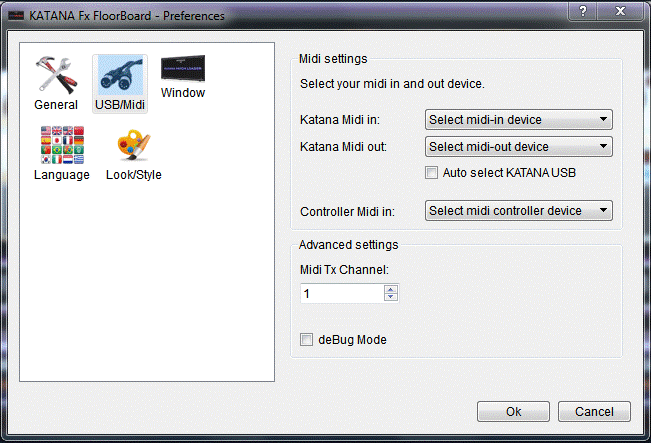 KATANA Fx FloorBoard - Preferences
General
USB/Midi
Window
Language
Look/Style
Midi settings
Select your midi in and out device.
Katana Midi in: Select midi-in device
Katana Midi out: Select midi-out device
Auto select KATANA USB
Controller Midi in: Select midi controller device
Advanced settings
Midi Tx Channel:
1
deBug Mode
Ok Cancel